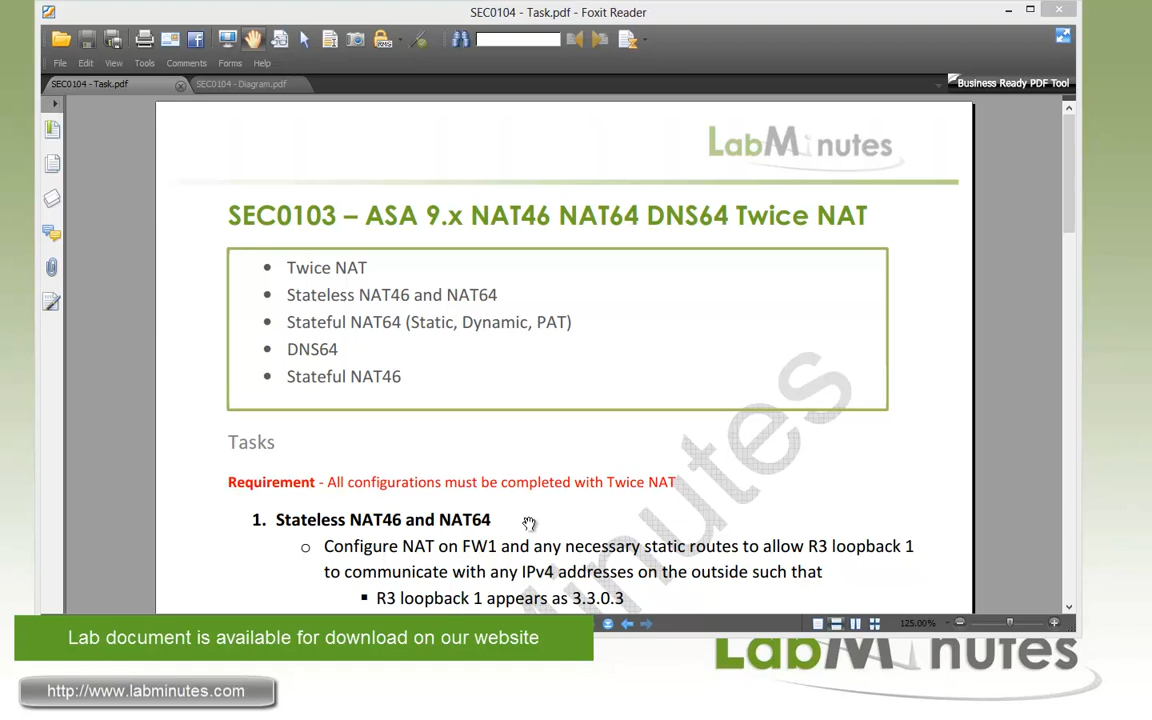 SEC0104 - Task.pdf - Foxit Reader
File Edit View Tools Comments Forms Help
SEC0104 - Task.pdf SEC0104 - Diagram.pdf Business Ready PDF Tool
LabMinutes
SEC0103 – ASA 9.x NAT46 NAT64 DNS64 Twice NAT
• Twice NAT
• Stateless NAT46 and NAT64
• Stateful NAT64 (Static, Dynamic, PAT)
• DNS64
• Stateful NAT46
Tasks
Requirement - All configurations must be completed with Twice NAT
1. Stateless NAT46 and NAT64
o Configure NAT on FW1 and any necessary static routes to allow R3 loopback 1
to communicate with any IPv4 addresses on the outside such that
▪ R3 loopback 1 appears as 3.3.0.3
Minutes
125.00%
Lab document is available for download on our website
LabMinutes
http://www.labminutes.com